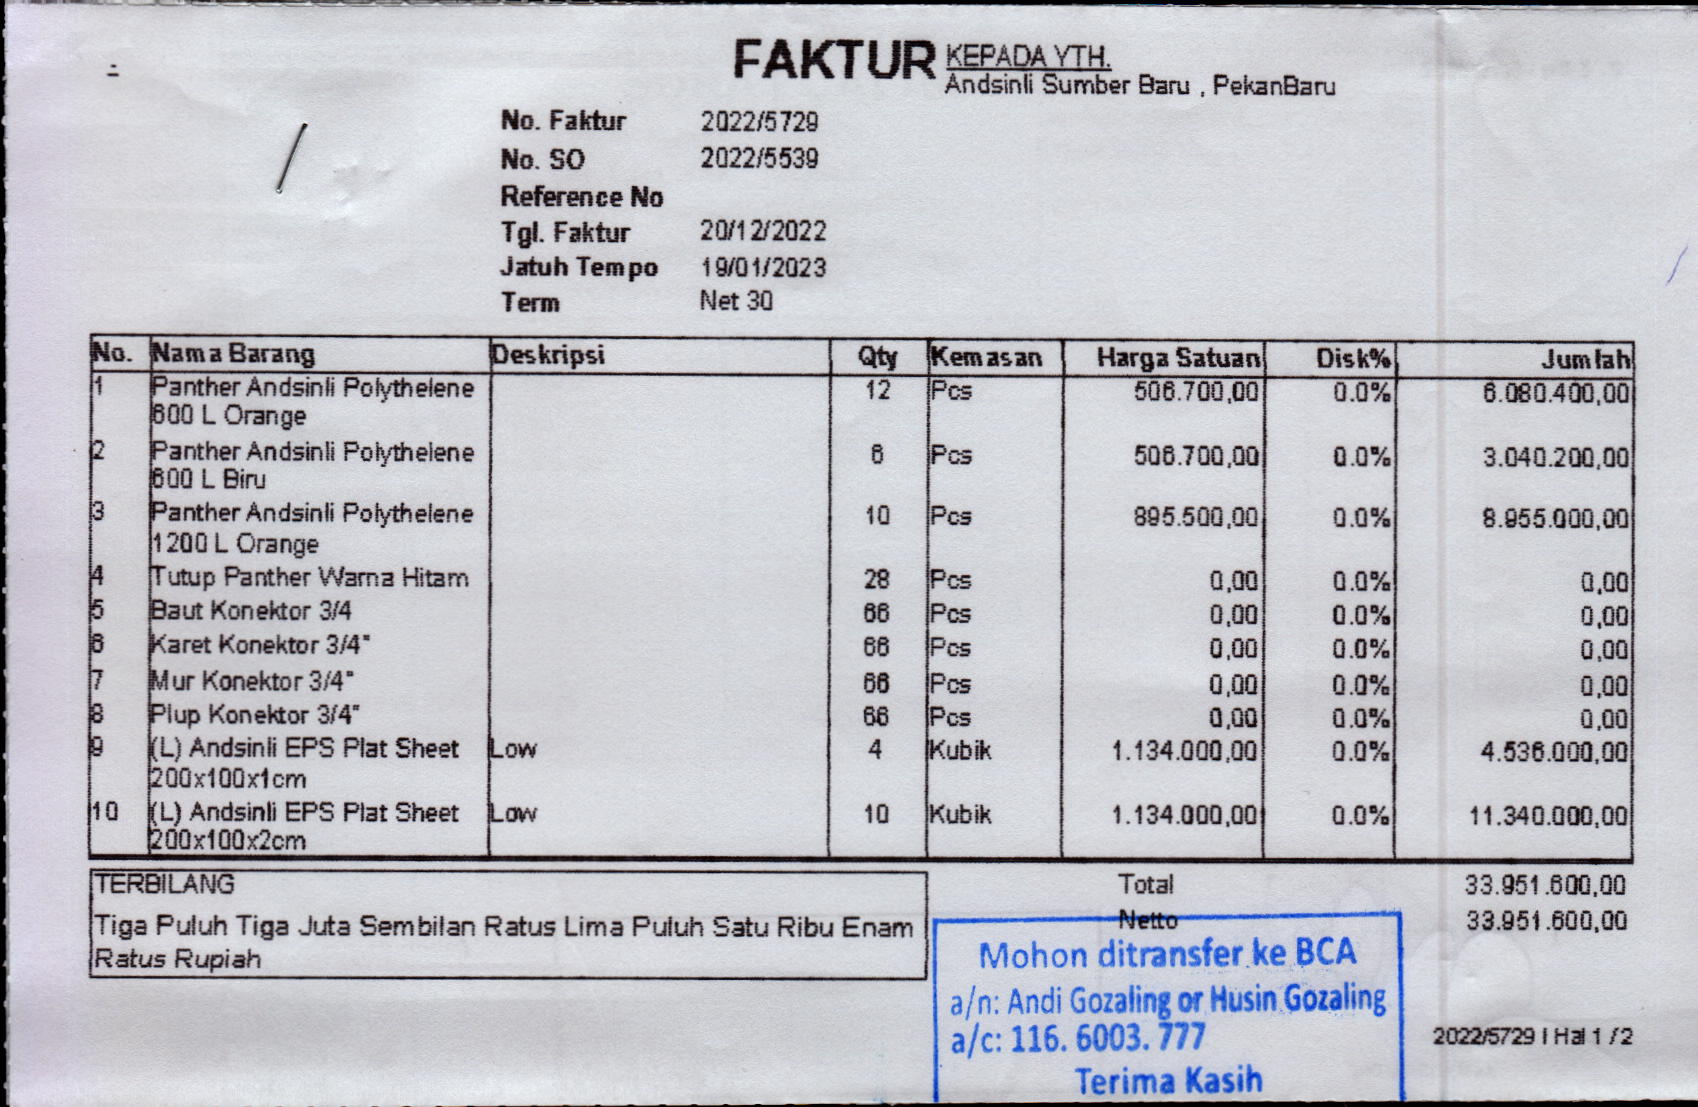 FAKTUR KEPADA YTH.
Andsinli Sumber Baru , PekanBaru
No. Faktur 2022/5729
No. SO 2022/5539
Reference No
Tgl. Faktur 20/12/2022
Jatuh Tempo 19/01/2023
Term Net 30
No. Nama Barang Deskripsi Qty Kemasan Harga Satuan Disk% Jumlah
1 Panther Andsinli Polythelene 12 Pcs 506.700,00 0.0% 6.080.400,00
600 L Orange
2 Panther Andsinli Polythelene 6 Pcs 506.700,00 0.0% 3.040.200,00
600 L Biru
3 Panther Andsinli Polythelene 10 Pcs 895.500,00 0.0% 8.955.000,00
1200 L Orange
4 Tutup Panther Warna Hitam 28 Pcs 0,00 0.0% 0,00
5 Baut Konektor 3/4 66 Pcs 0,00 0.0% 0,00
6 Karet Konektor 3/4" 66 Pcs 0,00 0.0% 0,00
7 Mur Konektor 3/4" 66 Pcs 0,00 0.0% 0,00
8 Plup Konektor 3/4" 66 Pcs 0,00 0.0% 0,00
9 (L) Andsinli EPS Plat Sheet Low 4 Kubik 1.134.000,00 0.0% 4.536.000,00
200x100x1cm
10 (L) Andsinli EPS Plat Sheet Low 10 Kubik 1.134.000,00 0.0% 11.340.000,00
200x100x2cm
TERBILANG
Tiga Puluh Tiga Juta Sembilan Ratus Lima Puluh Satu Ribu Enam
Ratus Rupiah
Total 33.951.600,00
Netto 33.951.600,00
Mohon ditransfer ke BCA
a/n: Andi Gozaling or Husin Gozaling
a/c: 116. 6003. 777
Terima Kasih
2022/5729 | Hal 1 / 2